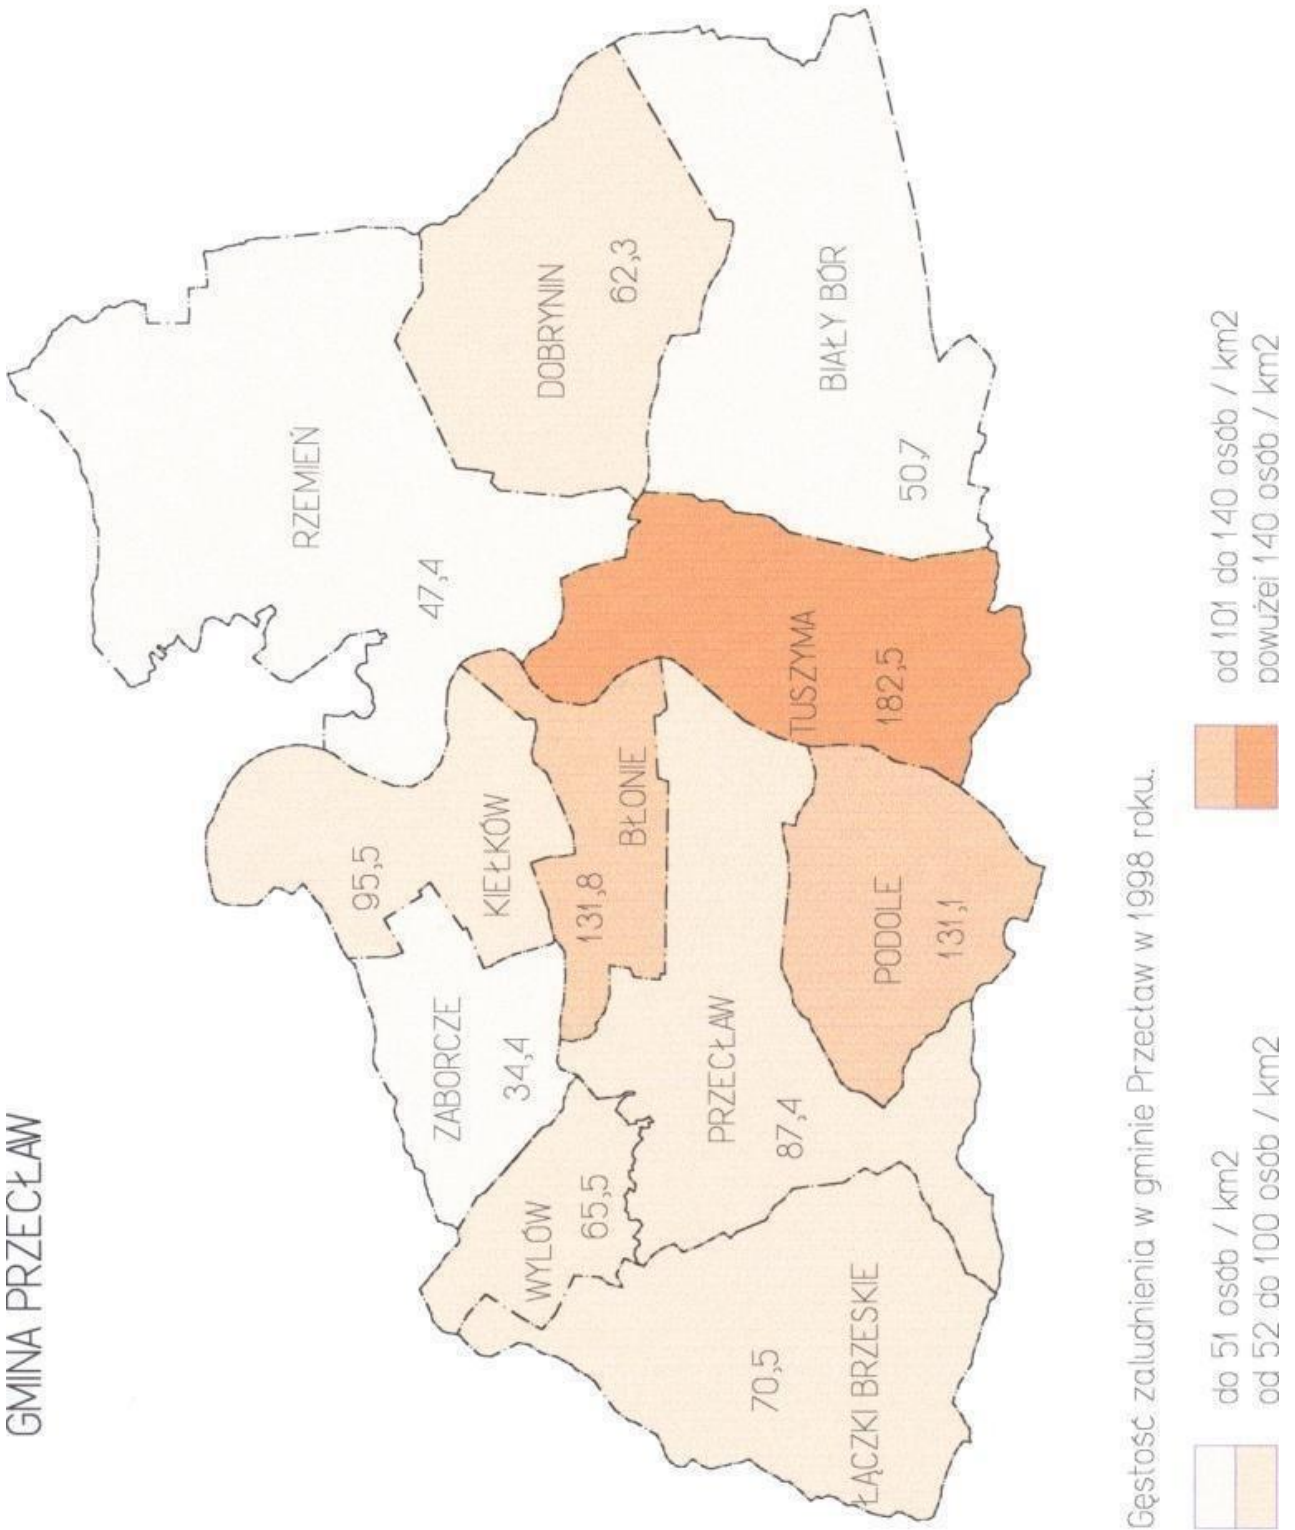 GMINA PRZECŁAW
ŁĄCZKI BRZESKIE
70,5
WYLÓW
65,5
ZABORCZE
34,4
PRZECŁAW
87,4
KIEŁKÓW
95,5
BŁONIE
131,8
PODOLE
131,1
TUSZYMA
182,5
RZEMIEŃ
47,4
DOBRYNIN
62,3
BIAŁY BÓR
50,7
Gęstość zaludnienia w gminie Przecław w 1998 roku.
do 51 osób / km2
od 52 do 100 osób / km2
od 101 do 140 osób / km2
powużei 140 osób / km2